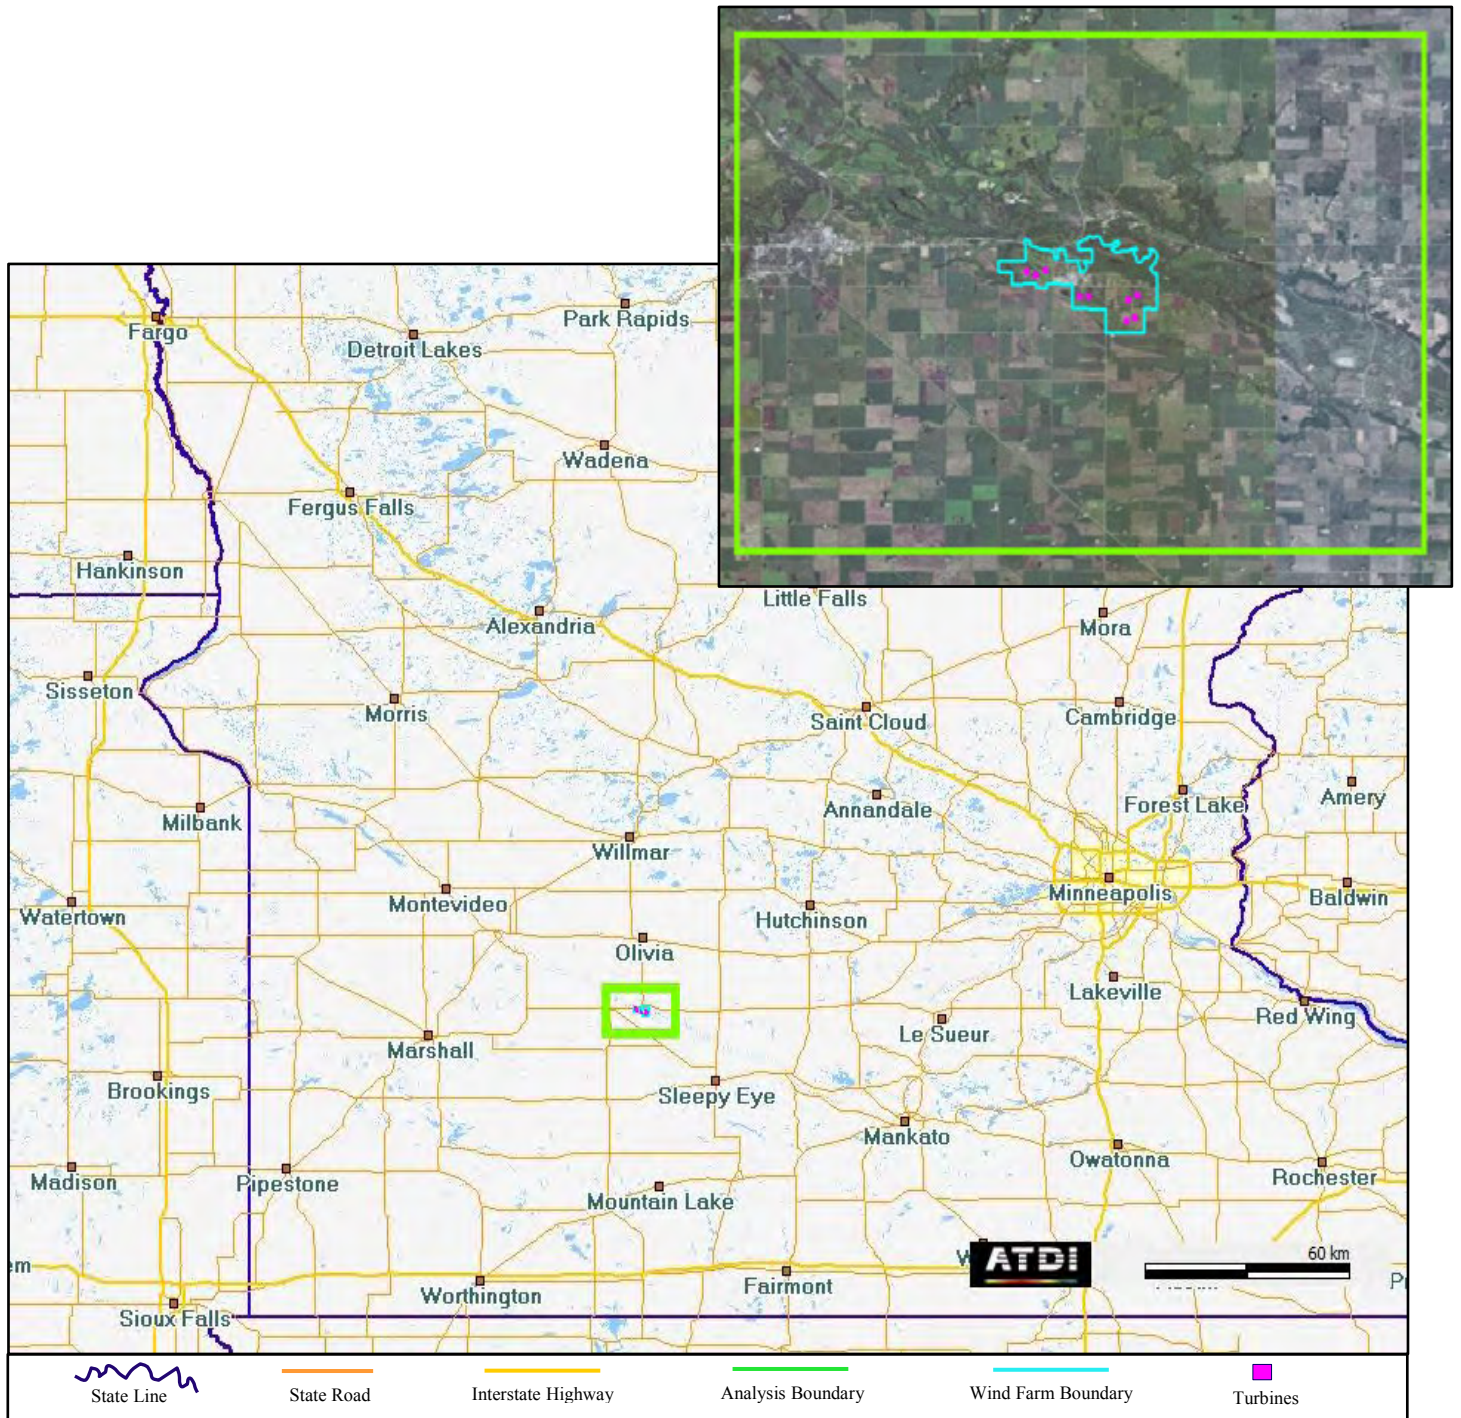 Fargo
Detroit Lakes
Park Rapids
Wadena
Fergus Falls
Hankinson
Little Falls
Alexandria
Mora
Sisseton
Morris
Saint Cloud
Cambridge
Milbank
Annandale
Forest Lake
Amery
Willmar
Montevideo
Minneapolis
Baldwin
Watertown
Hutchinson
Olivia
Lakeville
Red Wing
Le Sueur
Marshall
Brookings
Sleepy Eye
Mankato
Owatonna
Rochester
Madison
Pipestone
Mountain Lake
W
ATDI
60 km
em
Worthington
Fairmont
Sioux Falls
State Line
State Road
Interstate Highway
Analysis Boundary
Wind Farm Boundary
Turbines